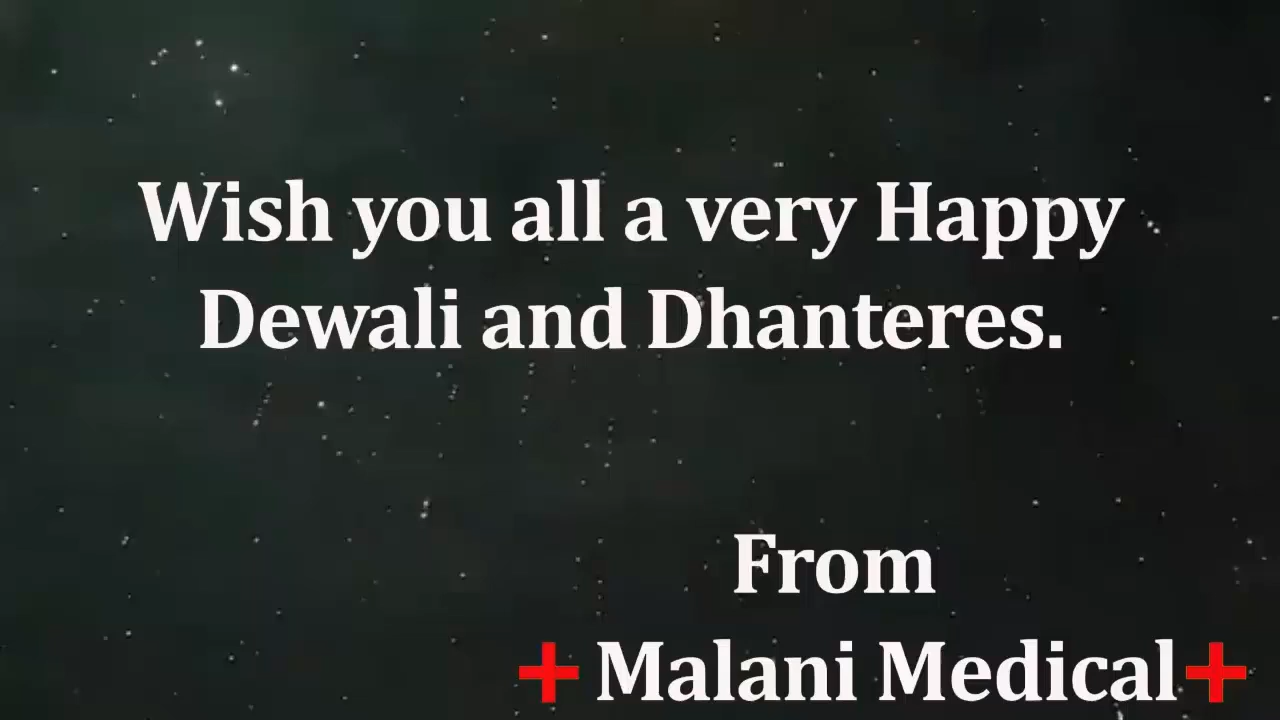 Wish you all a very Happy
Dewali and Dhanteres.
From
+ Malani Medical +